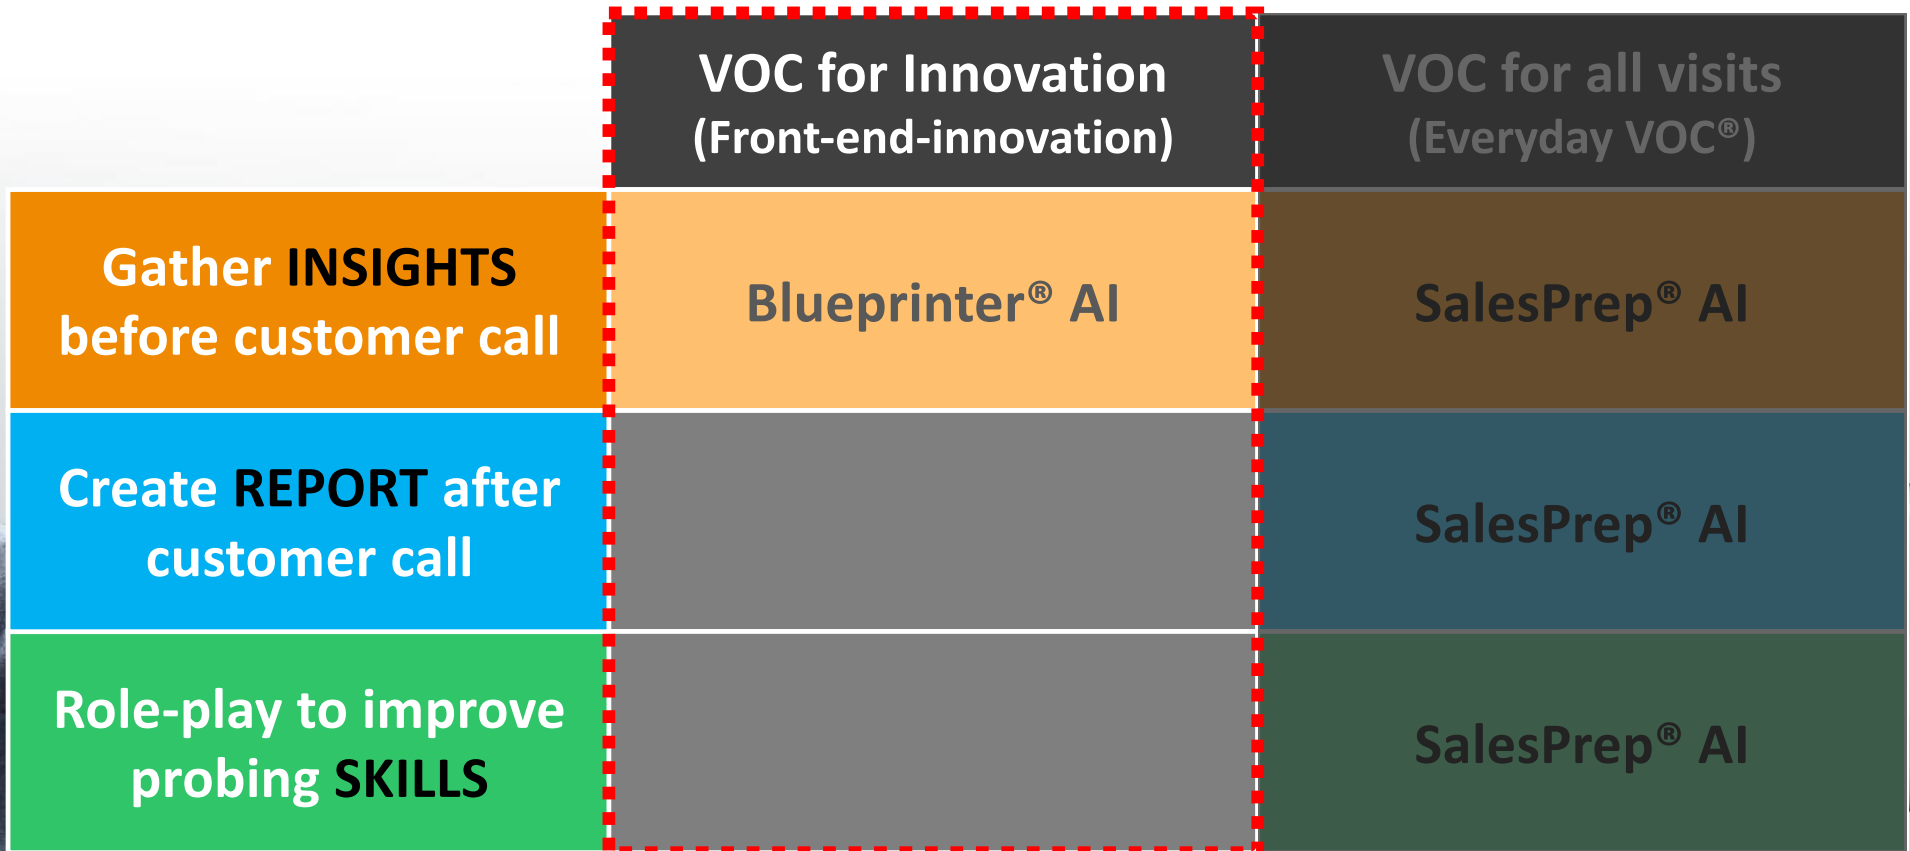 VOC for Innovation
(Front-end-innovation)
VOC for all visits
(Everyday VOC®)
Gather INSIGHTS
before customer call
Blueprinter® AI
SalesPrep® AI
Create REPORT after
customer call
SalesPrep® AI
Role-play to improve
probing SKILLS
SalesPrep® AI